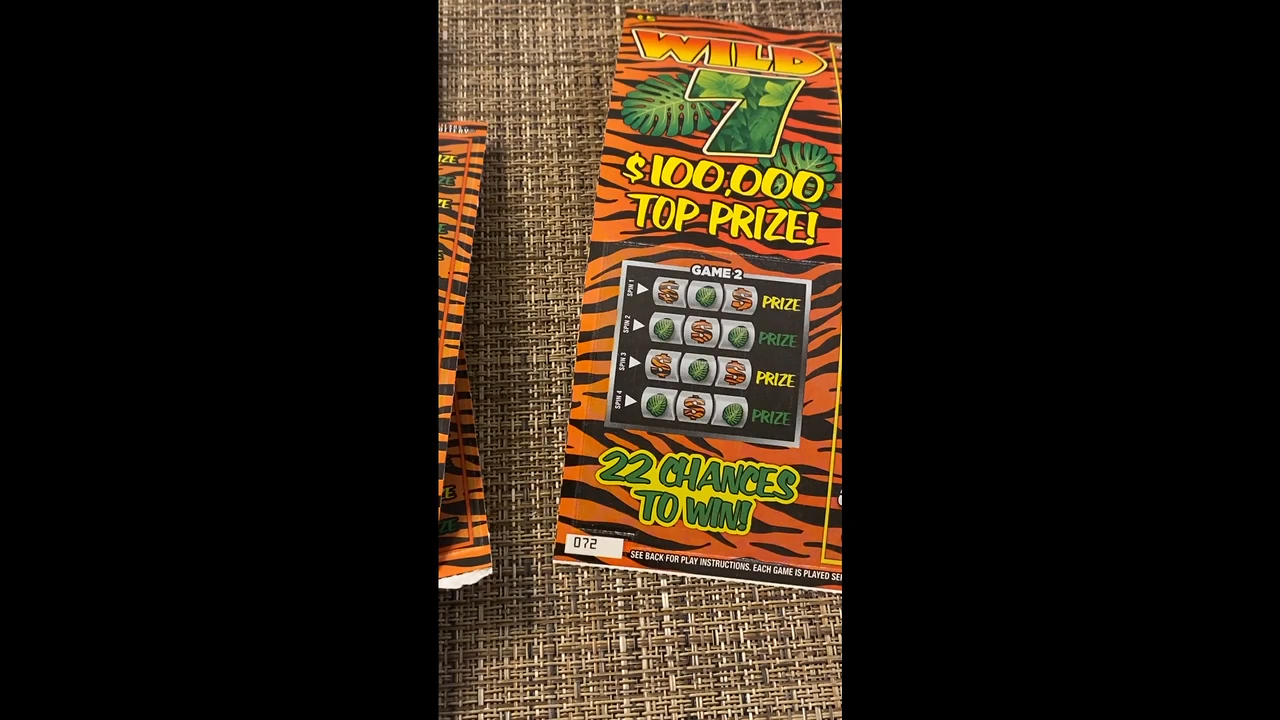 $5
WILD
7
$100,000
TOP PRIZE!
GAME 2
SPIN 1 PRIZE
SPIN 2 PRIZE
SPIN 3 PRIZE
SPIN 4 PRIZE
22 CHANCES
TO WIN!
072
SEE BACK FOR PLAY INSTRUCTIONS. EACH GAME IS PLAYED